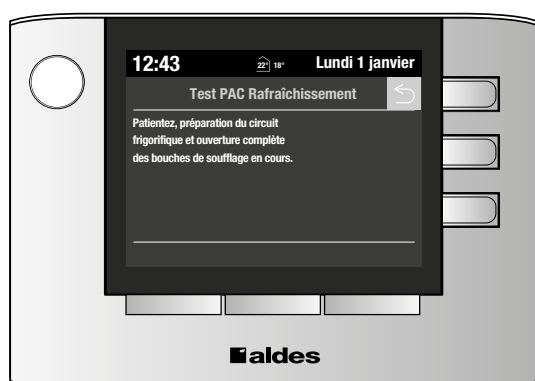 12:43 22° 18° Lundi 1 janvier
Test PAC Rafraîchissement
Patientez, préparation du circuit
frigorifique et ouverture complète
des bouches de soufflage en cours.
aldes